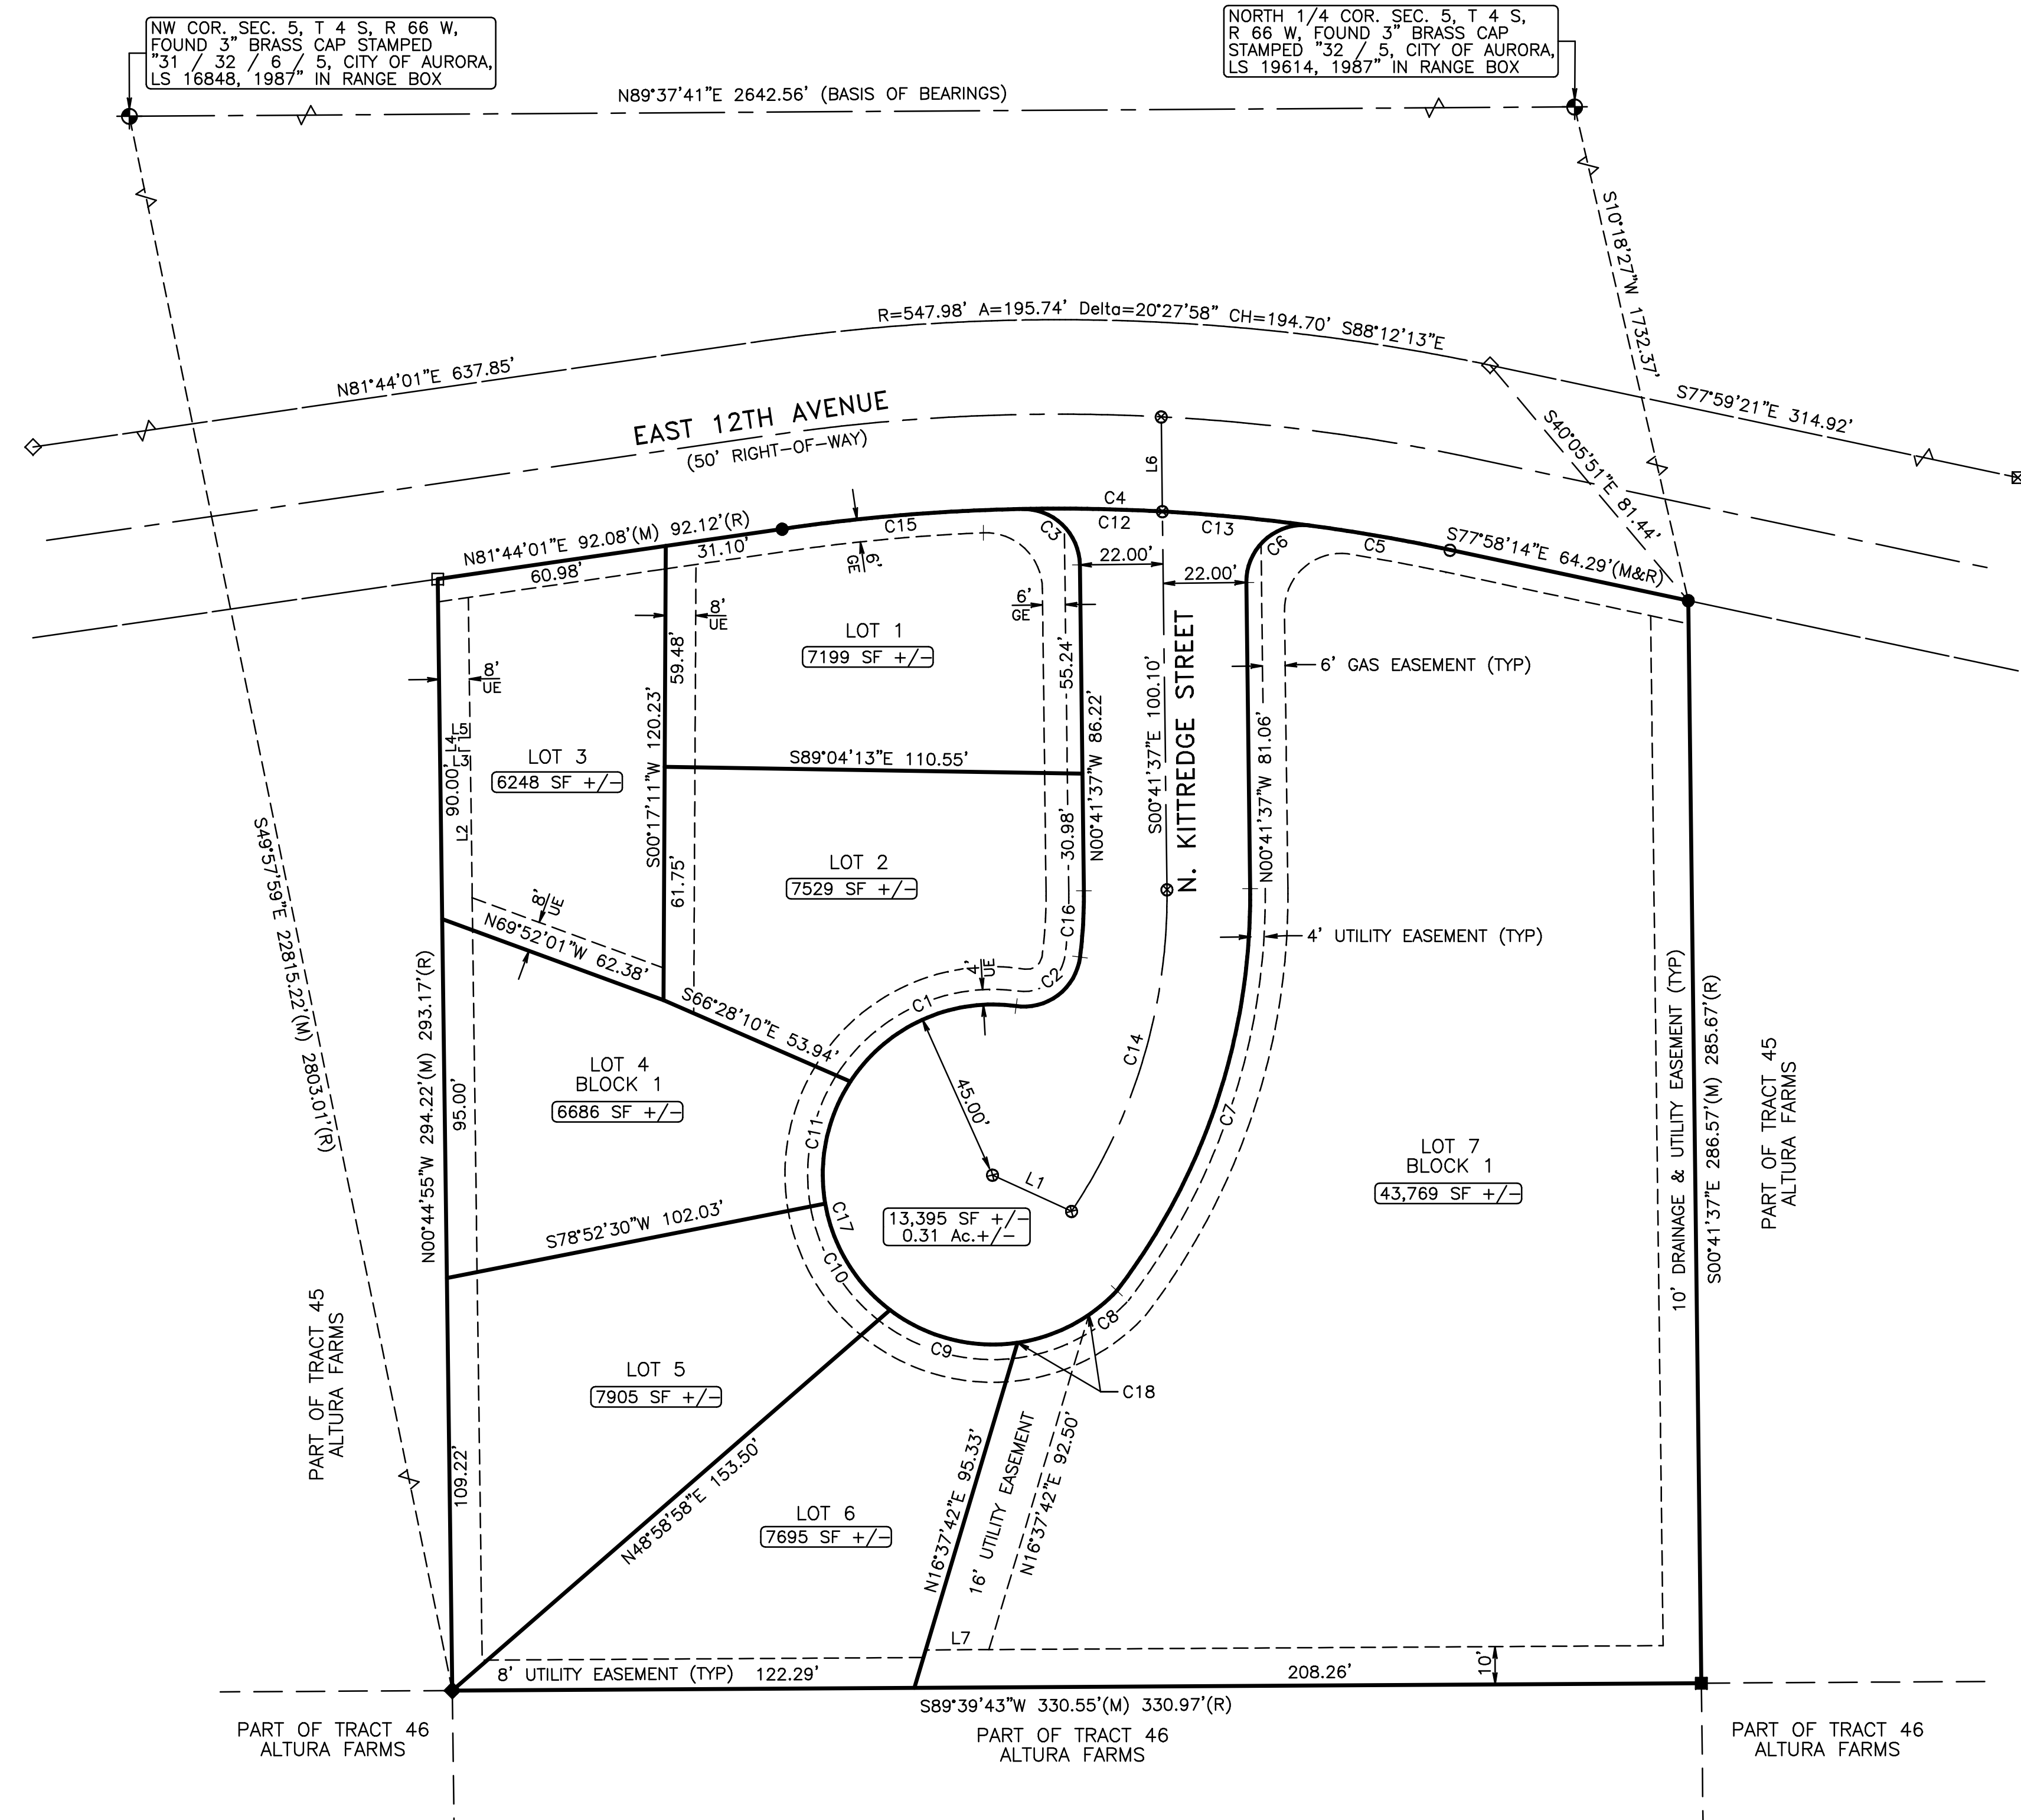 NW COR. SEC. 5, T 4 S, R 66 W,
FOUND 3" BRASS CAP STAMPED
"31 / 32 / 6 / 5, CITY OF AURORA,
LS 16848, 1987" IN RANGE BOX
NORTH 1/4 COR. SEC. 5, T 4 S,
R 66 W, FOUND 3" BRASS CAP
STAMPED "32 / 5, CITY OF AURORA,
LS 19614, 1987" IN RANGE BOX
N89°37'41"E 2642.56' (BASIS OF BEARINGS)
S10°18'27"W 1732.37'
R=547.98' A=195.74' Delta=20°27'58" CH=194.70' S88°12'13"E
N81°44'01"E 637.85'
S77°59'21"E 314.92'
S40°05'51"E 81.44'
EAST 12TH AVENUE
(50' RIGHT-OF-WAY)
L6
C4
C12
C13
C15
C3
C6
C5
N81°44'01"E 92.08'(M) 92.12'(R)
31.10'
60.98'
S77°58'14"E 64.29'(M&R)
6'
GE
22.00'
22.00'
6'
GE
8'
UE
8'
UE
LOT 1
7199 SF +/-
59.48'
55.24'
6' GAS EASEMENT (TYP)
N. KITTREDGE STREET
S00°41'37"E 100.10'
N00°41'37"W 86.22'
N00°41'37"W 81.06'
L5
L4
L3
90.00'
L2
LOT 3
6248 SF +/-
S00°17'11"W 120.23'
S89°04'13"E 110.55'
LOT 2
7529 SF +/-
61.75'
30.98'
C16
4' UTILITY EASEMENT (TYP)
8'
UE
N69°52'01"W 62.38'
S66°28'10"E 53.94'
4'
UE
C1
C2
C14
C7
S49°57'59"E 22815.22'(M) 2803.01'(R)
N00°44'55"W 294.22'(M) 293.17'(R)
LOT 4
BLOCK 1
6686 SF +/-
95.00'
C11
45.00'
L1
C17
13,395 SF +/-
0.31 Ac.+/-
S78°52'30"W 102.03'
C10
C9
C8
C18
LOT 7
BLOCK 1
43,769 SF +/-
10' DRAINAGE & UTILITY EASEMENT (TYP)
S00°41'37"E 286.57'(M) 285.67'(R)
PART OF TRACT 45
ALTURA FARMS
PART OF TRACT 45
ALTURA FARMS
LOT 5
7905 SF +/-
109.22'
N48°58'58"E 153.50'
LOT 6
7695 SF +/-
N16°37'42"E 95.33'
16' UTILITY EASEMENT
N16°37'42"E 92.50'
L7
8' UTILITY EASEMENT (TYP)
122.29'
208.26'
10'
S89°39'43"W 330.55'(M) 330.97'(R)
PART OF TRACT 46
ALTURA FARMS
PART OF TRACT 46
ALTURA FARMS
PART OF TRACT 46
ALTURA FARMS